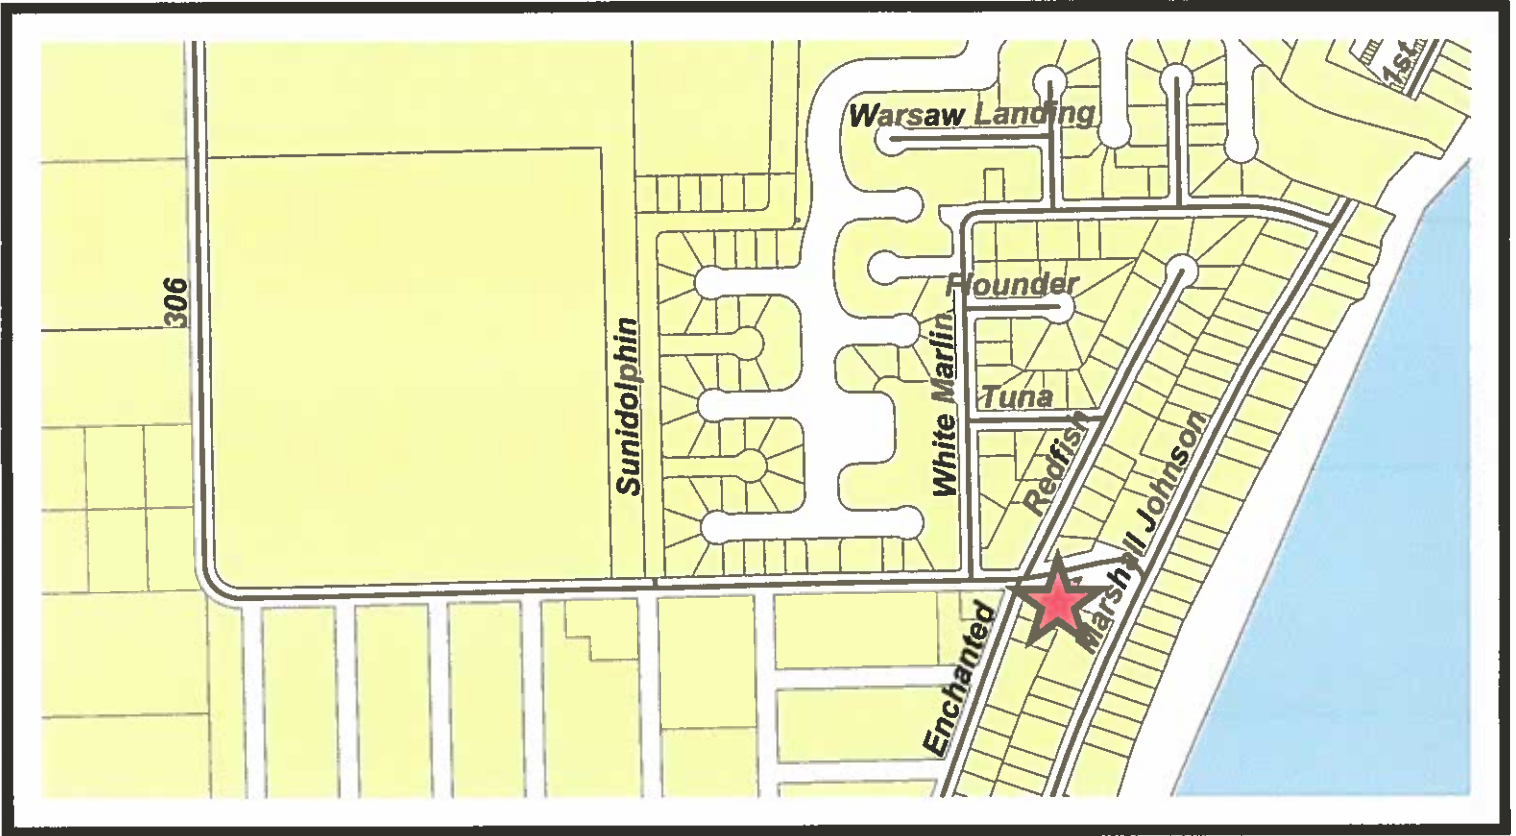 1st
Warsaw Landing
306
Flounder
Sunidolphin
White Marlin
Tuna
Redfish
Marshall Johnson
Enchanted